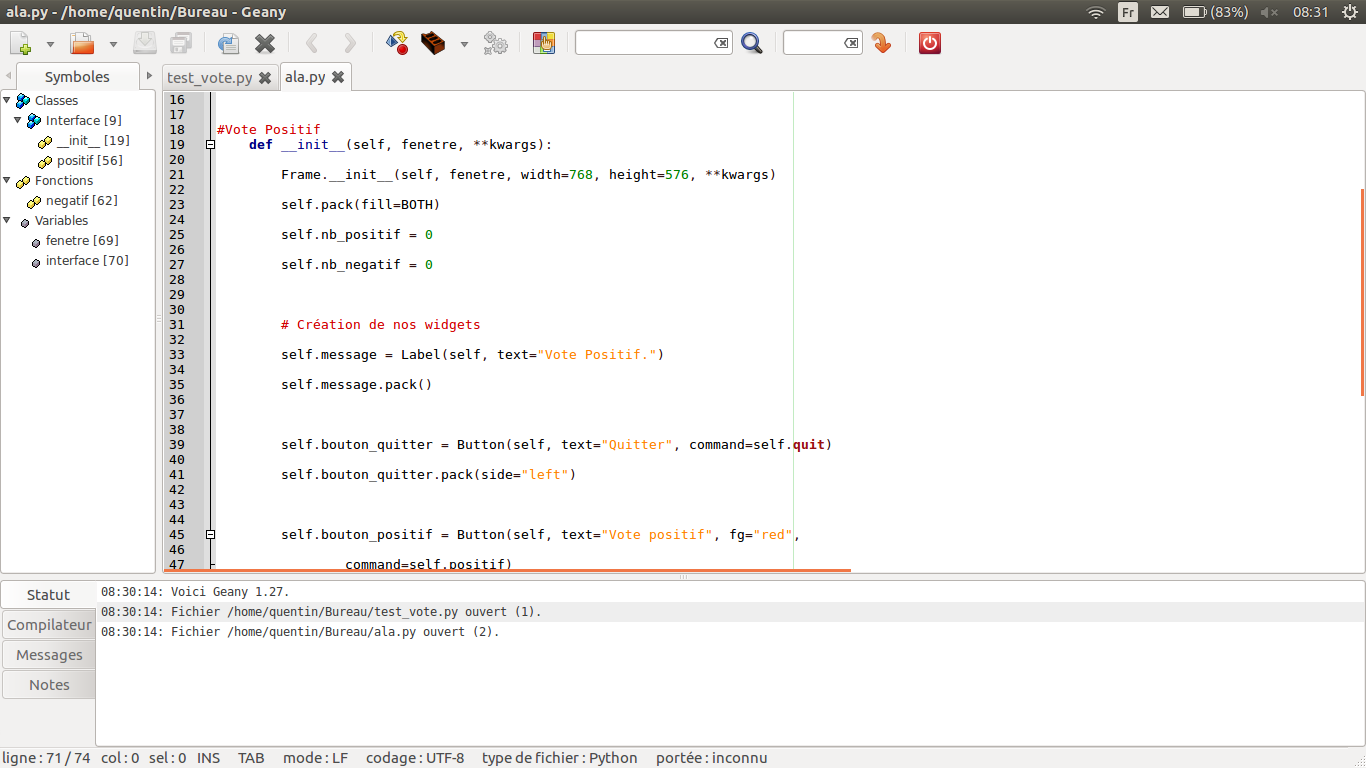 ala.py - /home/quentin/Bureau - Geany
Fr
(83%)
08:31
Symboles
test_vote.py
ala.py
Classes
Interface [9]
__init__ [19]
positif [56]
Fonctions
negatif [62]
Variables
fenetre [69]
interface [70]
16
17
18 #Vote Positif
19 def __init__(self, fenetre, **kwargs):
20
21 Frame.__init__(self, fenetre, width=768, height=576, **kwargs)
22
23 self.pack(fill=BOTH)
24
25 self.nb_positif = 0
26
27 self.nb_negatif = 0
28
29
30
31 # Création de nos widgets
32
33 self.message = Label(self, text="Vote Positif.")
34
35 self.message.pack()
36
37
38
39 self.bouton_quitter = Button(self, text="Quitter", command=self.quit)
40
41 self.bouton_quitter.pack(side="left")
42
43
44
45 self.bouton_positif = Button(self, text="Vote positif", fg="red",
46
47 command=self.positif)
Statut
Compilateur
Messages
Notes
08:30:14: Voici Geany 1.27.
08:30:14: Fichier /home/quentin/Bureau/test_vote.py ouvert (1).
08:30:14: Fichier /home/quentin/Bureau/ala.py ouvert (2).
ligne : 71 / 74 col : 0 sel : 0 INS TAB mode : LF codage : UTF-8 type de fichier : Python portée : inconnu